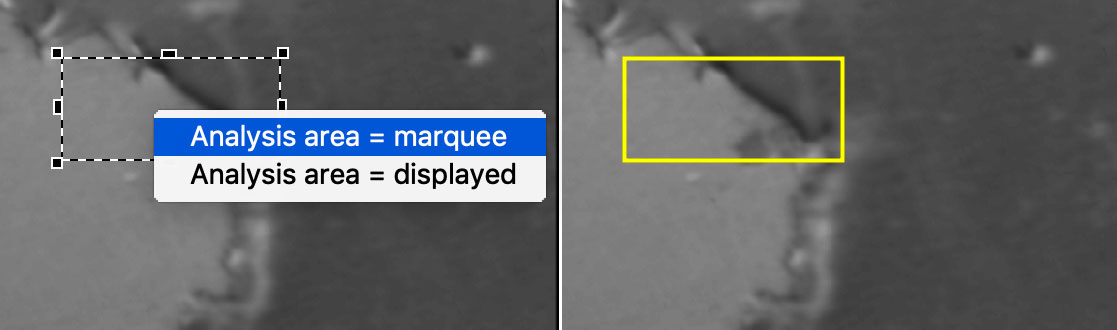 Analysis area = marquee
Analysis area = displayed